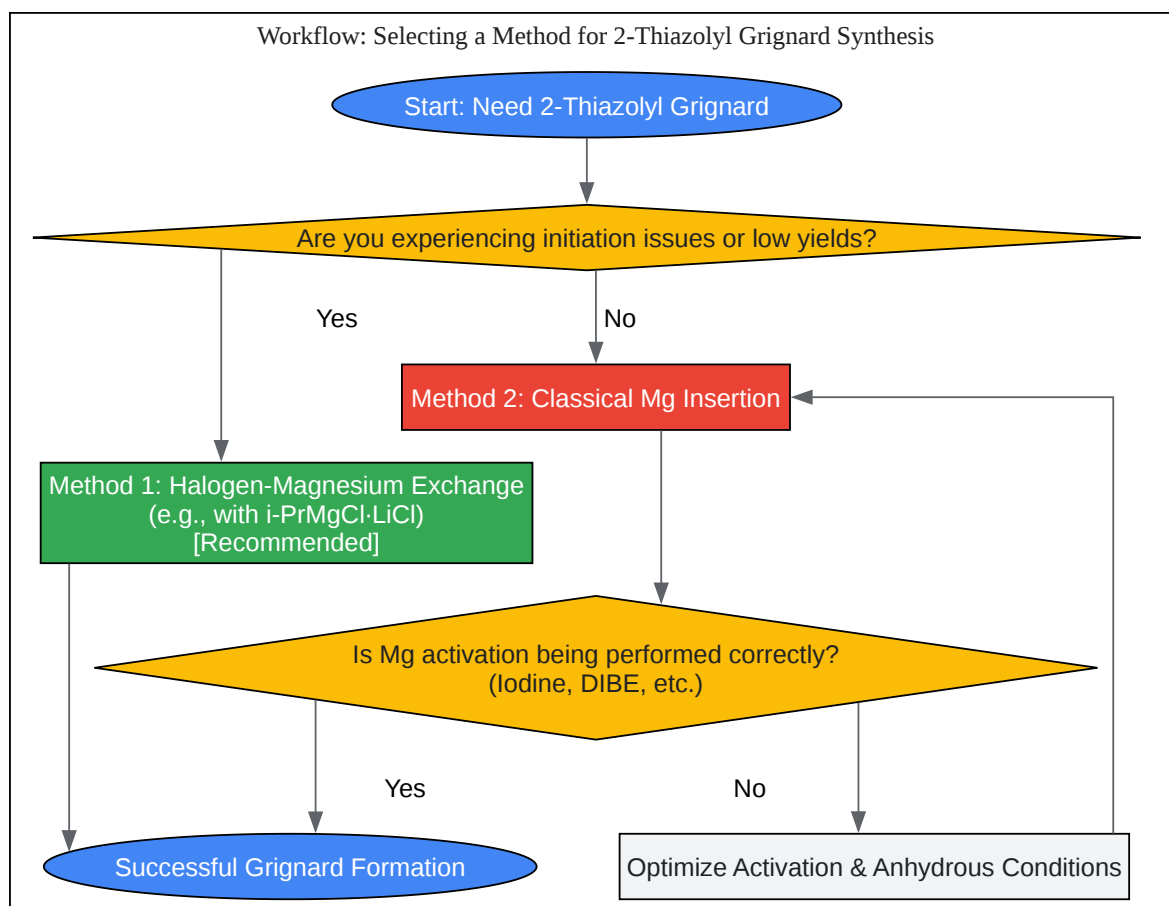 Workflow: Selecting a Method for 2-Thiazolyl Grignard Synthesis
Start: Need 2-Thiazolyl Grignard
Are you experiencing initiation issues or low yields?
Yes
No
Method 2: Classical Mg Insertion
Method 1: Halogen-Magnesium Exchange
(e.g., with i-PrMgCl·LiCl)
[Recommended]
Is Mg activation being performed correctly?
(Iodine, DIBE, etc.)
Yes
No
Successful Grignard Formation
Optimize Activation & Anhydrous Conditions